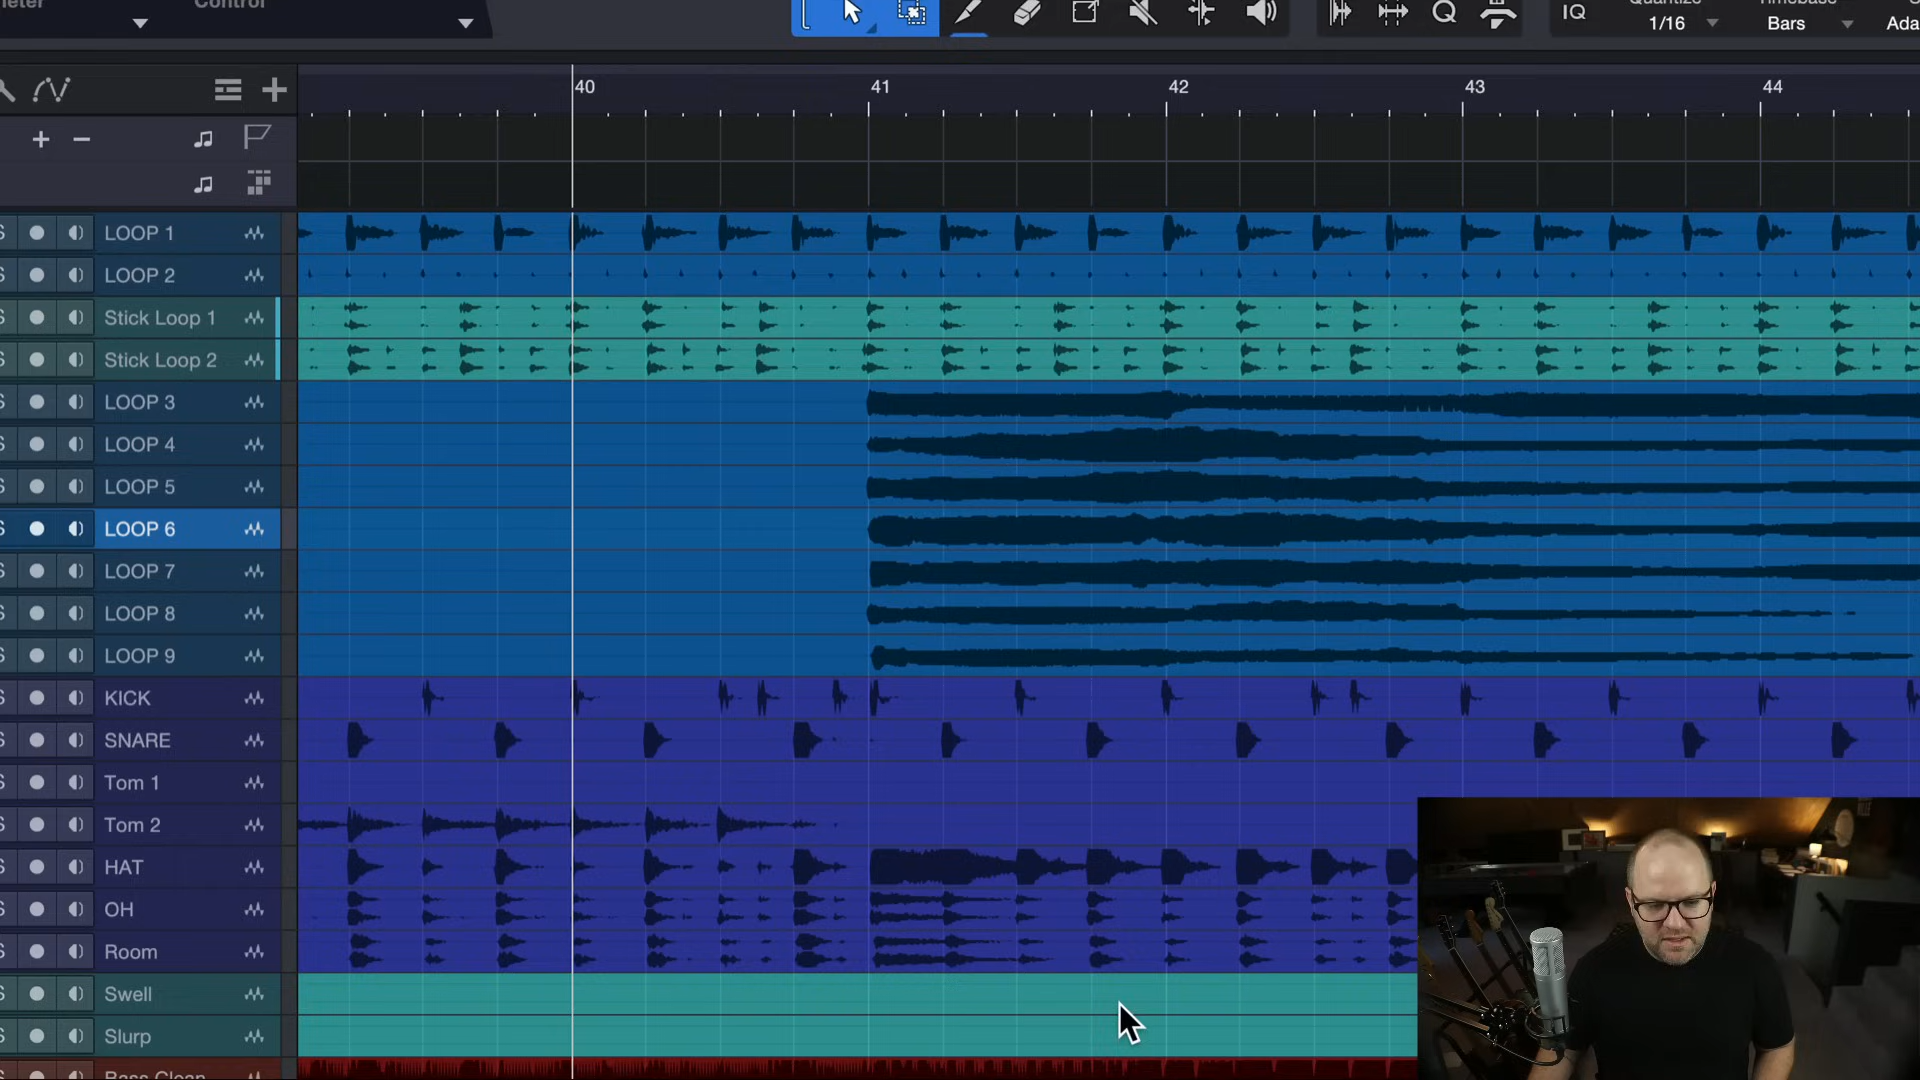 Control
IQ
1/16
Bars
40
41
42
43
44
LOOP 1
LOOP 2
Stick Loop 1
Stick Loop 2
LOOP 3
LOOP 4
LOOP 5
LOOP 6
LOOP 7
LOOP 8
LOOP 9
KICK
SNARE
Tom 1
Tom 2
HAT
OH
Room
Swell
Slurp
Bass Clean